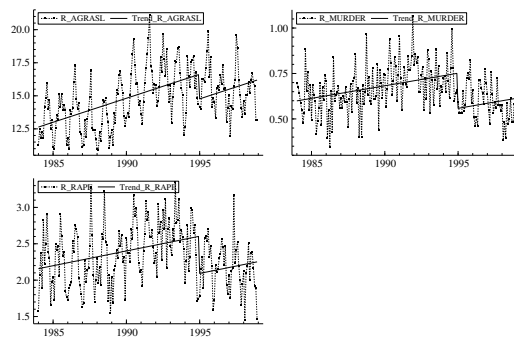 R_AGRASL Trend_R_AGRASL
20.0
17.5
15.0
12.5
1985 1990 1995
R_MURDER Trend_R_MURDER
1.00
0.75
0.50
1985 1990 1995
R_RAPE Trend_R_RAPE
3.0
2.5
2.0
1.5
1985 1990 1995